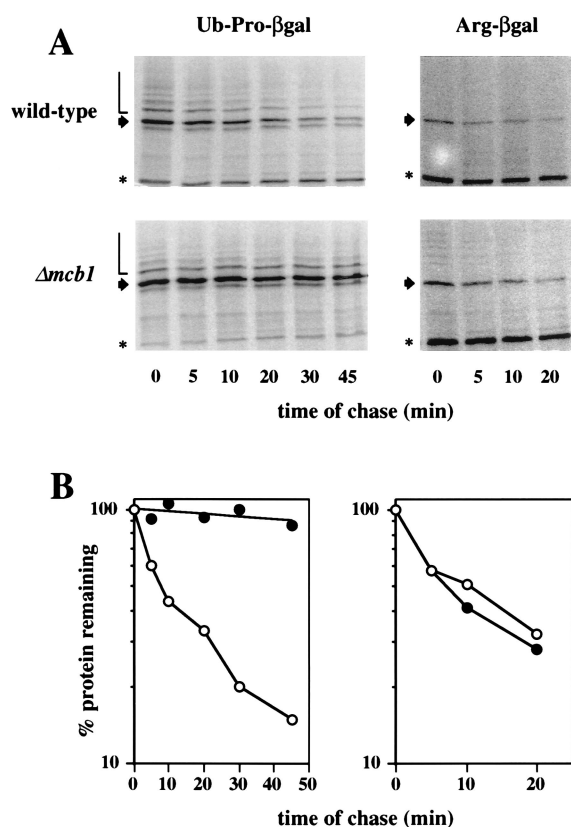 Ub-Pro-βgal Arg-βgal
A
wild-type
*
*
Δmcb1
*
*
0 5 10 20 30 45 0 5 10 20
time of chase (min)
B
100 100
% protein remaining
10 10
0 10 20 30 40 50 0 10 20
time of chase (min)